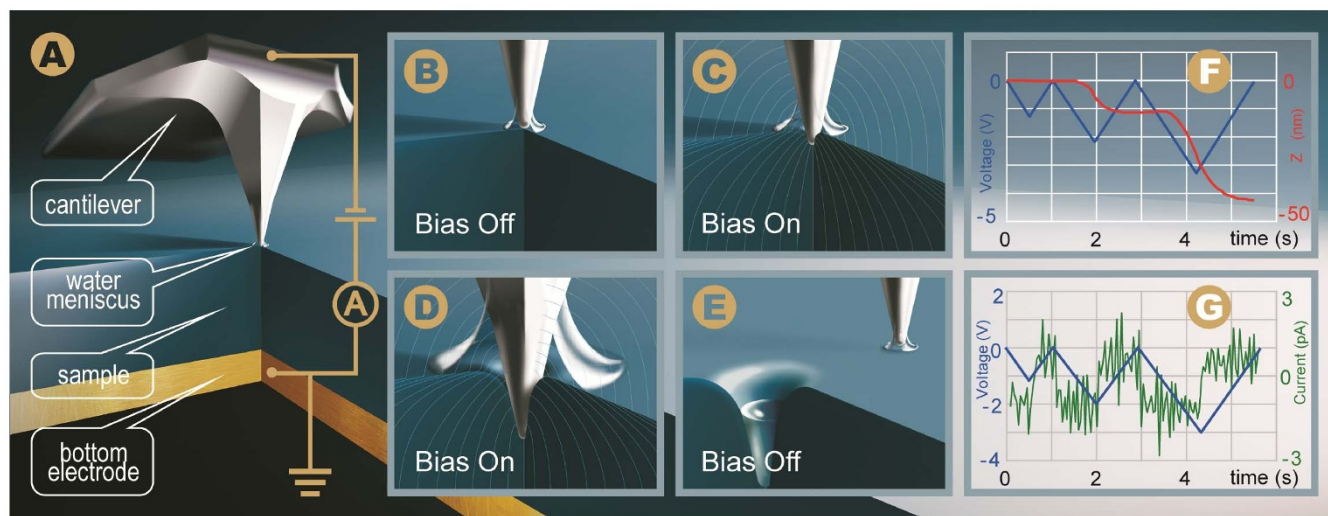 A
cantilever
water
meniscus
sample
bottom
electrode
A
B
Bias Off
C
Bias On
D
Bias On
E
Bias Off
F
0
-5
Voltage (V)
0
-50
Z (nm)
0 2 4 time (s)
G
2
0
-2
-4
Voltage (V)
3
0
-3
Current (pA)
0 2 4 time (s)